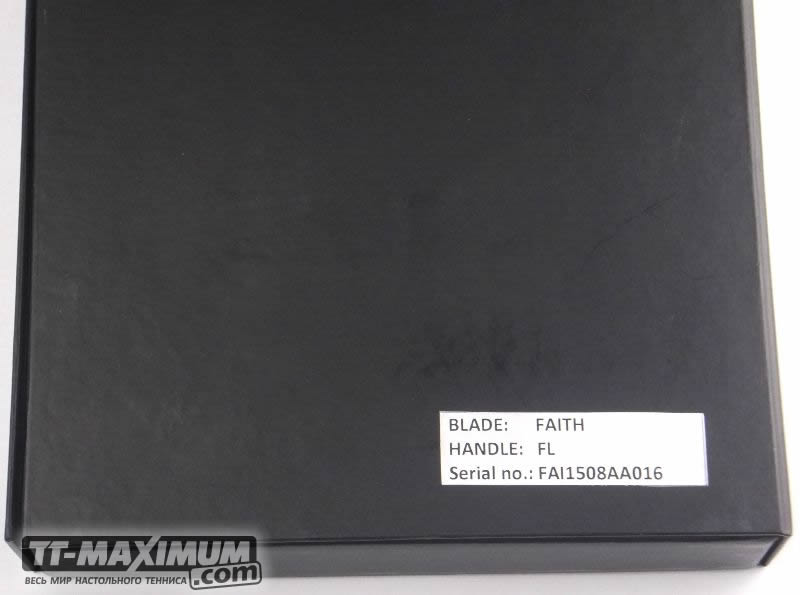 BLADE: FAITH
HANDLE: FL
Serial no.: FAI1508AA016
TT-MAXIMUM
.com
ВЕСЬ МИР НАСТОЛЬНОГО ТЕННИСА